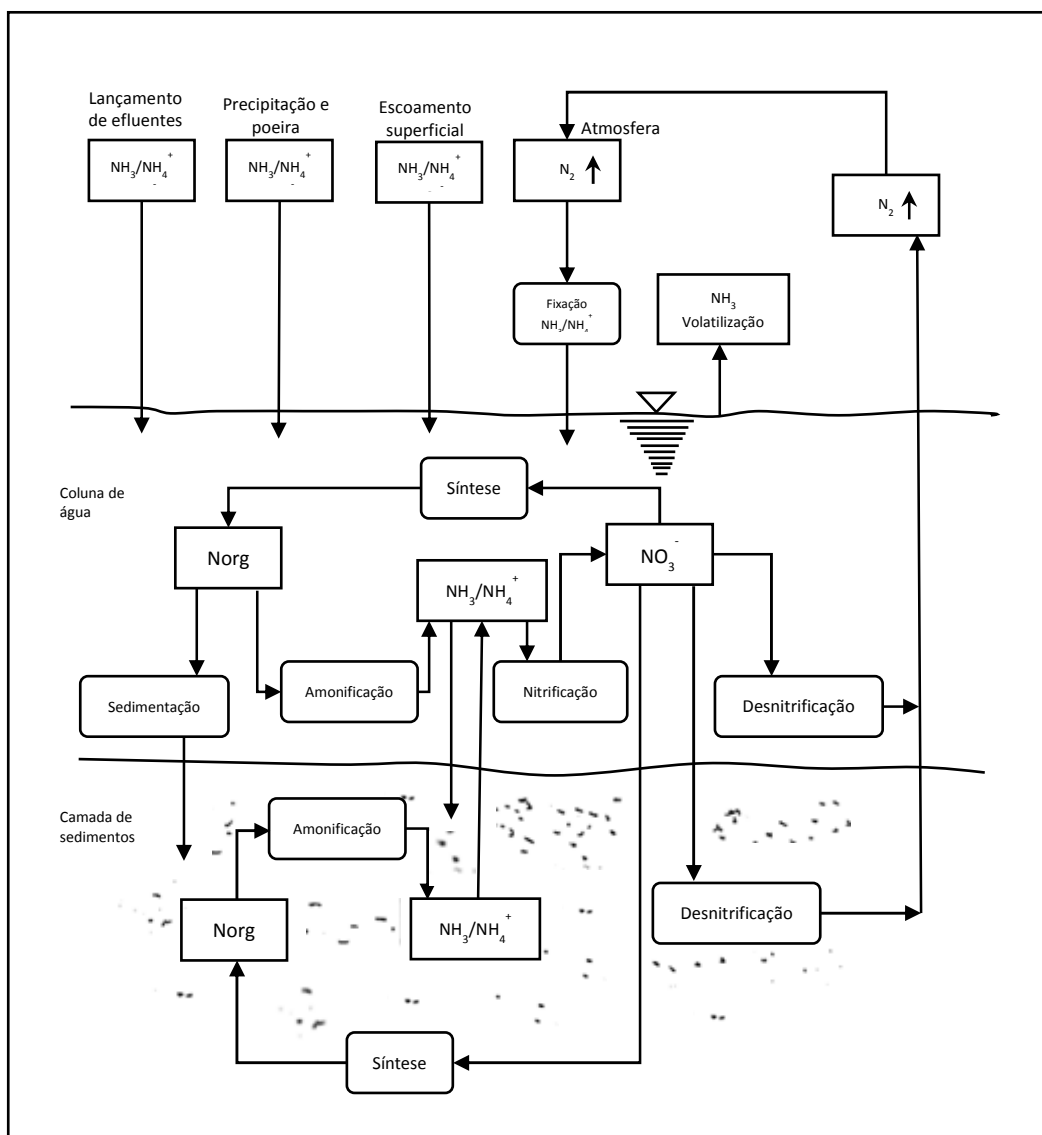 Lançamento
de efluentes
Precipitação e
poeira
Escoamento
superficial
Atmosfera
NH3/NH4+
-
NH3/NH4+
-
NH3/NH4+
- -
N2
N2
Fixação
NH3
Volatilização
Síntese
Coluna de
água
Norg
NH3/NH4+
NO3-
Sedimentação
Amonificação
Nitrificação
Desnitrificação
Camada de
sedimentos
Amonificação
Norg
NH3/NH4+
Desnitrificação
Síntese